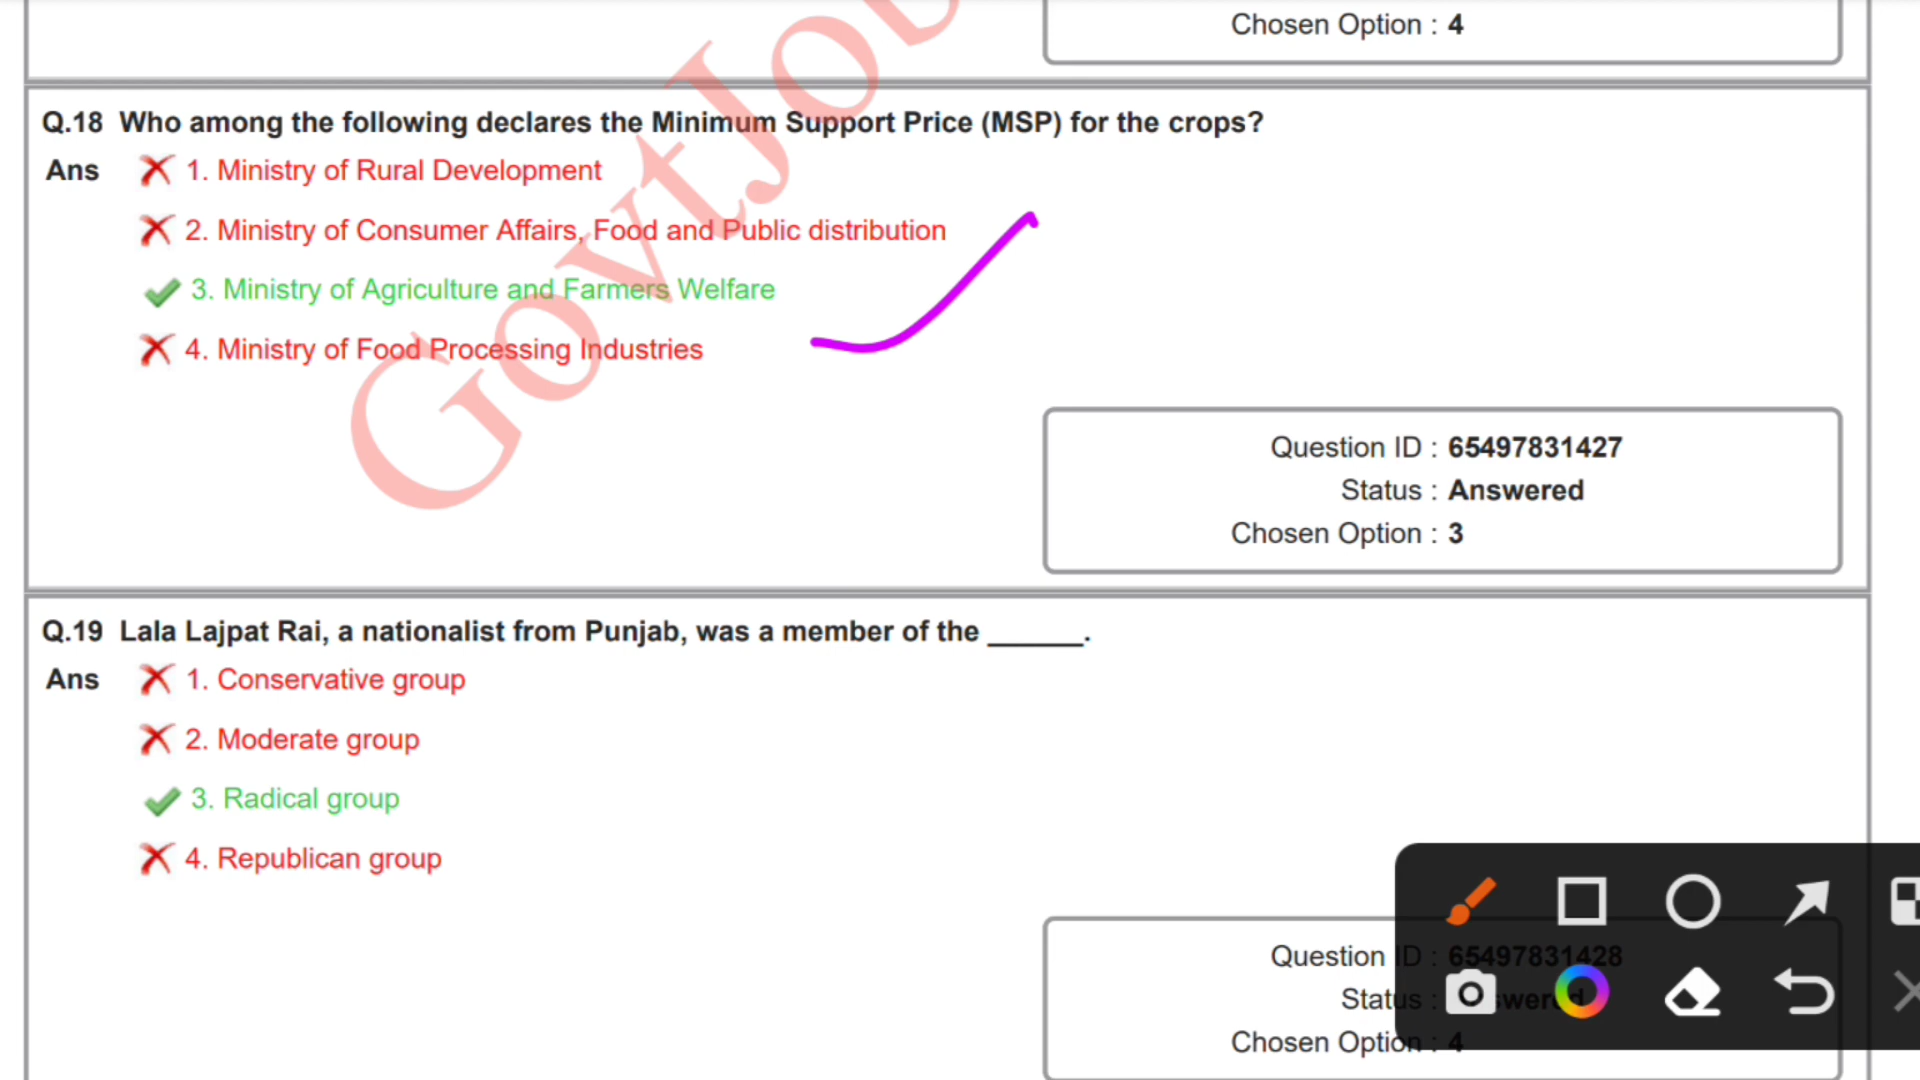 Chosen Option : 4
Q.18 Who among the following declares the Minimum Support Price (MSP) for the crops?
Ans 1. Ministry of Rural Development
2. Ministry of Consumer Affairs, Food and Public distribution
3. Ministry of Agriculture and Farmers Welfare
4. Ministry of Food Processing Industries
GovtJo
Question ID : 65497831427
Status : Answered
Chosen Option : 3
Q.19 Lala Lajpat Rai, a nationalist from Punjab, was a member of the ______.
Ans 1. Conservative group
2. Moderate group
3. Radical group
4. Republican group
Question ID : 65497831428
Status :
Chosen Option : 4